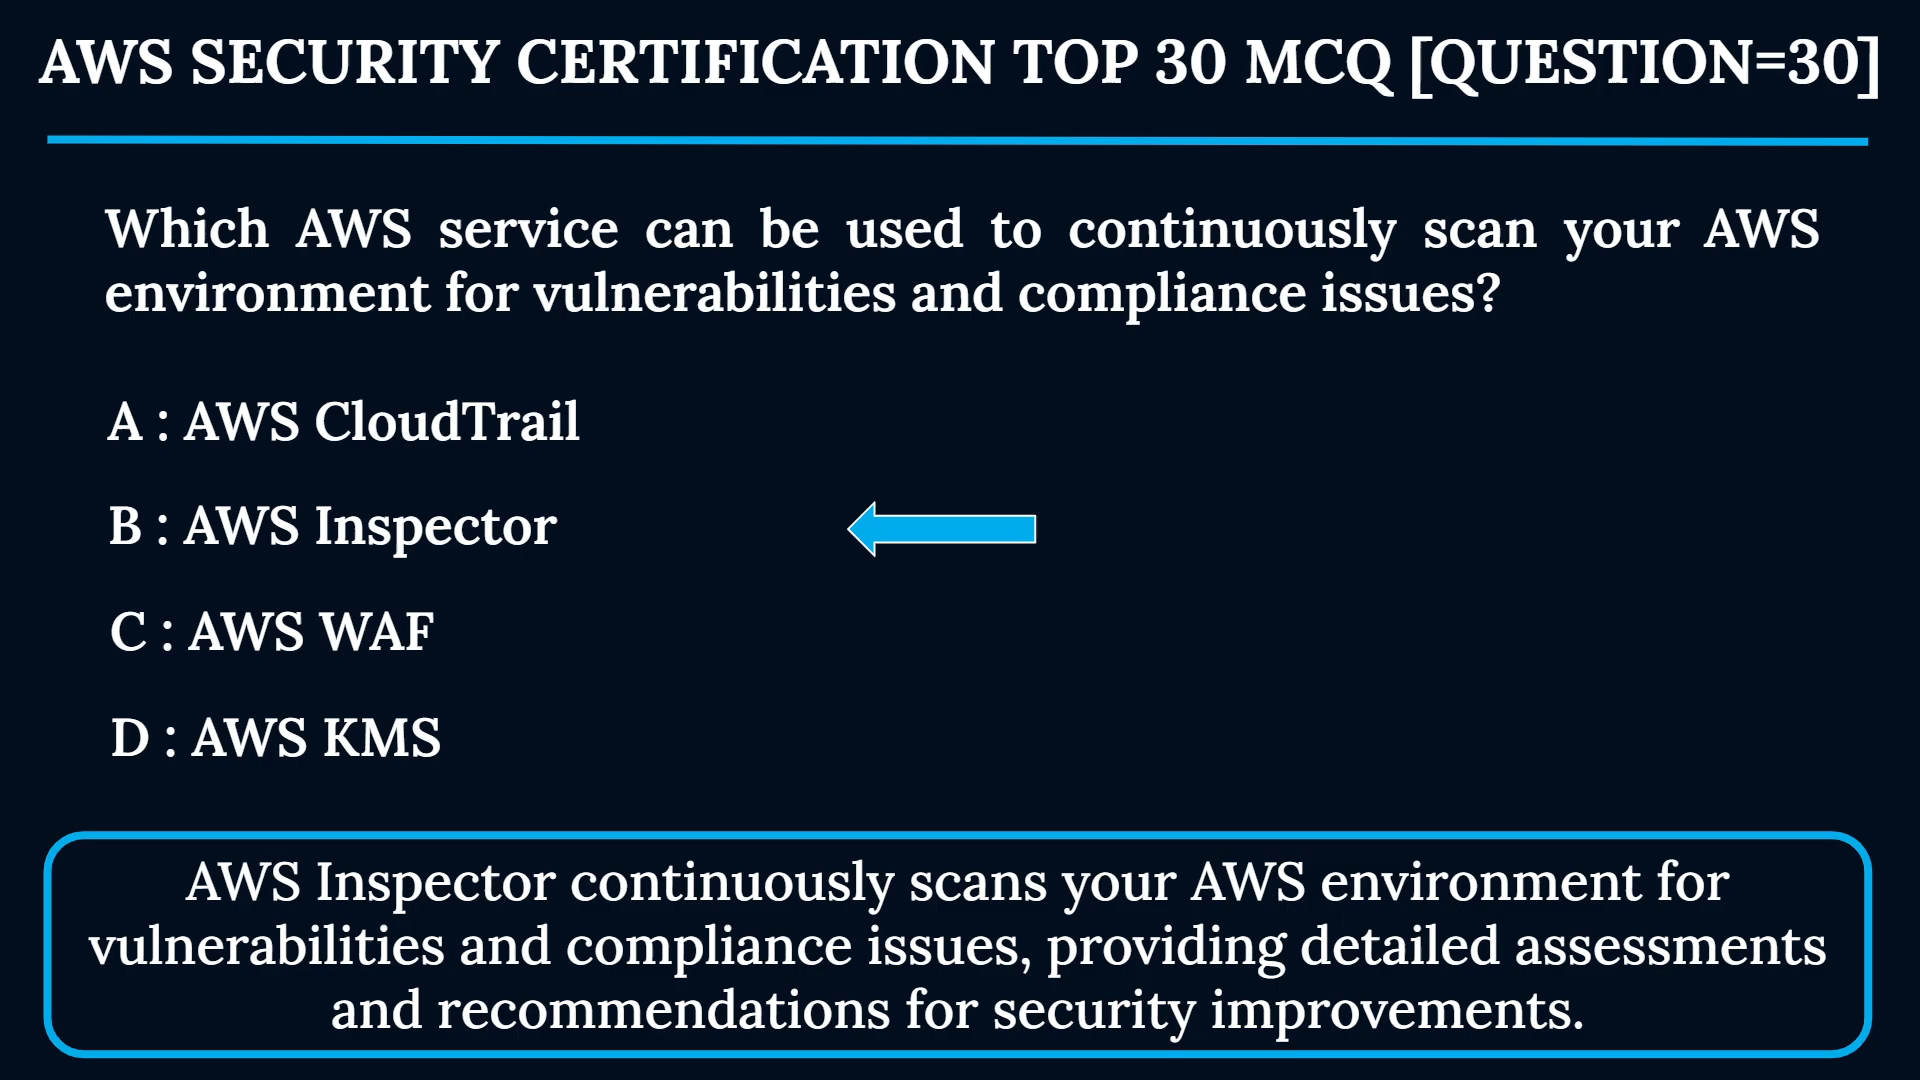 AWS SECURITY CERTIFICATION TOP 30 MCQ [QUESTION=30]
Which AWS service can be used to continuously scan your AWS
environment for vulnerabilities and compliance issues?
A : AWS CloudTrail
B : AWS Inspector
C : AWS WAF
D : AWS KMS
AWS Inspector continuously scans your AWS environment for
vulnerabilities and compliance issues, providing detailed assessments
and recommendations for security improvements.